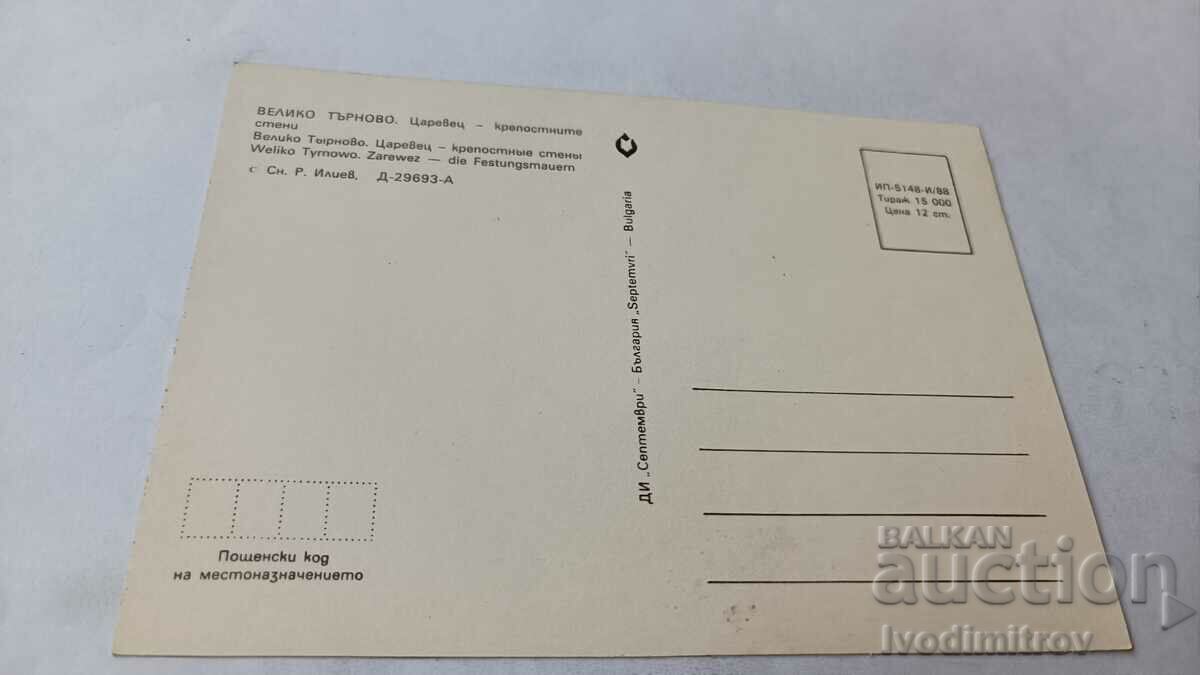 ВЕЛИКО ТЪРНОВО. Царевец – крепостните
стени
Велико Тырново. Царевец – крепостные стены
Weliko Tyrnowo. Zarewez — die Festungsmauern
С Сн. Р. Илиев, Д-29693-А
ДИ „Септември" – България „Septemvri" — Bulgaria
ИП-5148-И/88
Тираж 15 000
Цена 12 ст.
Пощенски код
на местоназначението
BALKAN
auction
Ivodimitrov